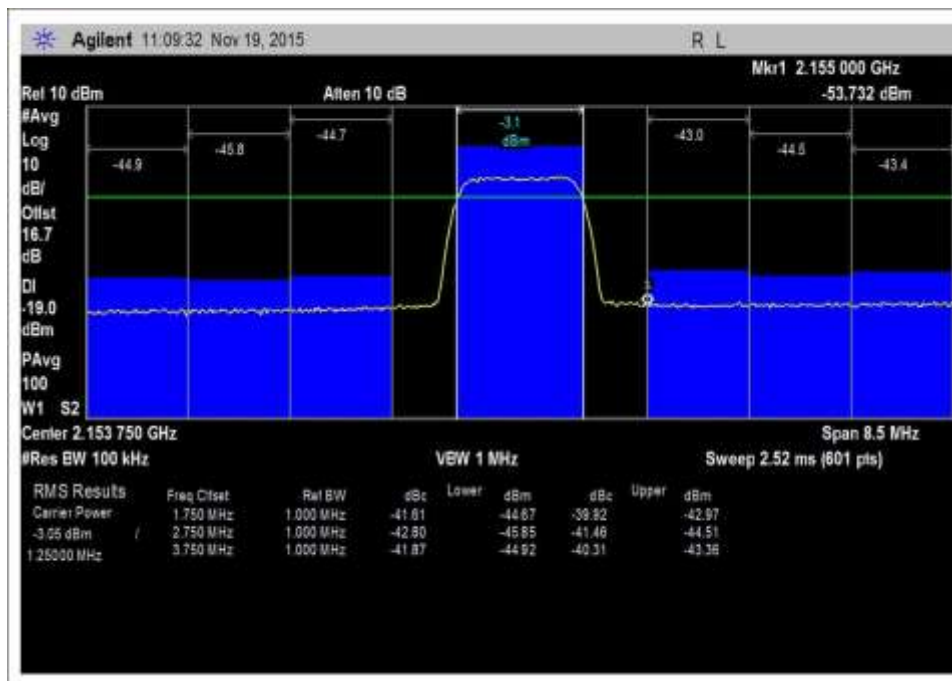 Agilent 11:09:32 Nov 19, 2015 R L
Mkr1 2.155 000 GHz
Ref 10 dBm Atten 10 dB -53.732 dBm
#Avg
Log
10
dB/
Offst
16.7
dB
DI
-19.0
dBm
PAvg
100
W1 S2
-44.9 -45.8 -44.7 -3.1 dBm -43.0 -44.5 -43.4
Center 2.153 750 GHz Span 8.5 MHz
#Res BW 100 kHz VBW 1 MHz Sweep 2.52 ms (601 pts)
RMS Results Freq Offset Ref BW dBc Lower dBm dBc Upper dBm
Carrier Power 1.750 MHz 1.000 MHz -41.61 -44.67 -39.92 -42.97
-3.05 dBm / 2.750 MHz 1.000 MHz -42.80 -45.85 -41.46 -44.51
1.25000 MHz 3.750 MHz 1.000 MHz -41.87 -44.92 -40.31 -43.36